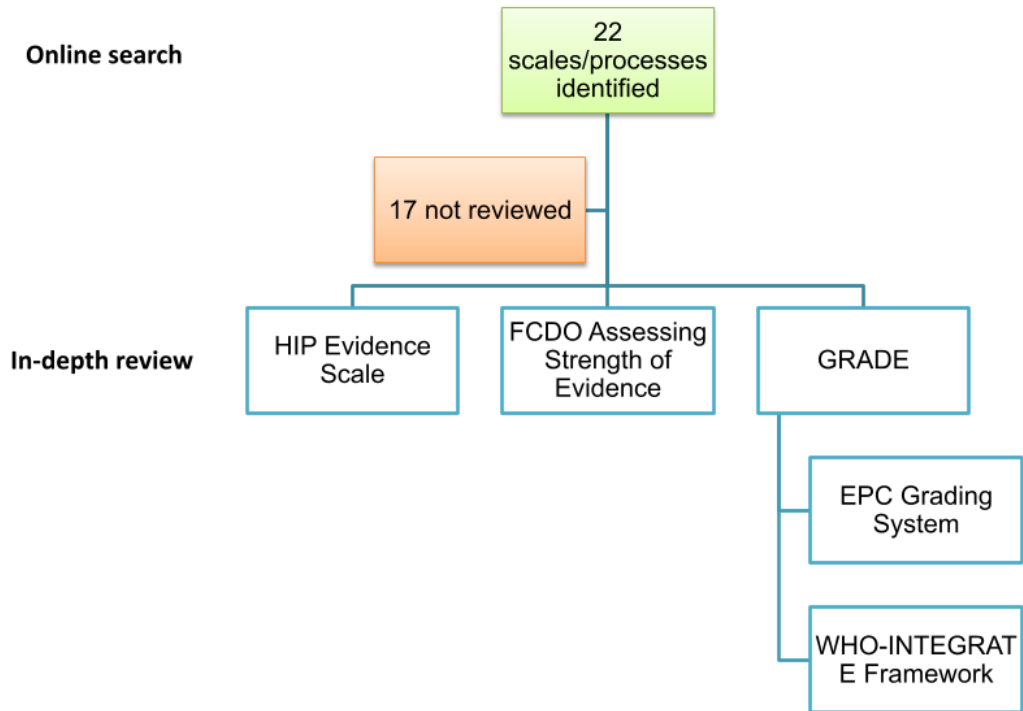 Online search
22
scales/processes
identified
17 not reviewed
In-depth review
HIP Evidence
Scale
FCDO Assessing
Strength of
Evidence
GRADE
EPC Grading
System
WHO-INTEGRAT
E Framework